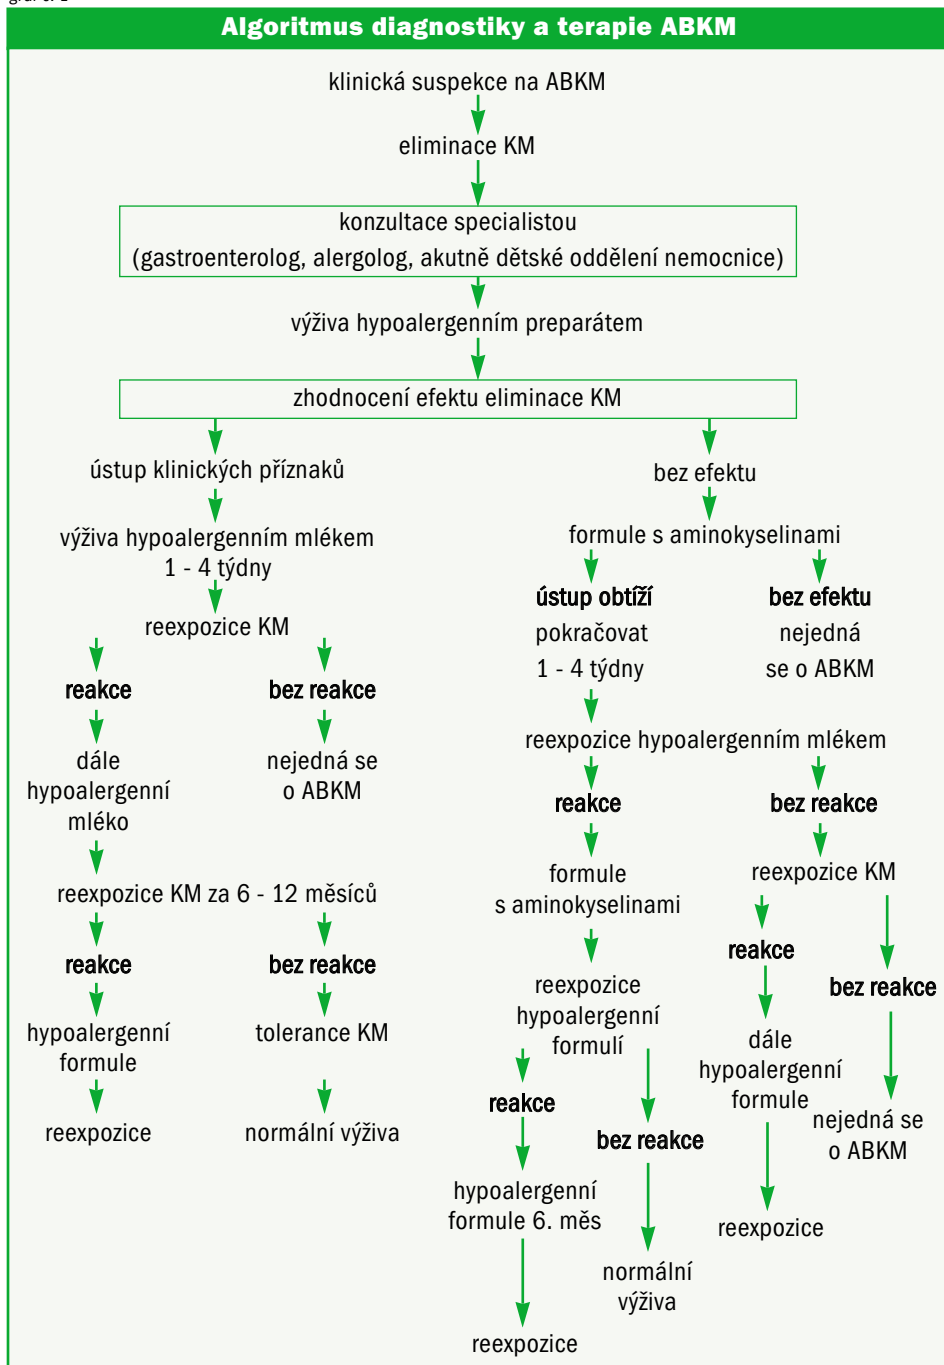 Algoritmus diagnostiky a terapie ABKM
klinická suspekce na ABKM
eliminace KM
konzultace specialistou
(gastroenterolog, alergolog, akutně dětské oddělení nemocnice)
výživa hypoalergenním preparátem
zhodnocení efektu eliminace KM
ústup klinických příznaků
výživa hypoalergenním mlékem
1 - 4 týdny
reexpozice KM
reakce
dále
hypoalergenní
mléko
bez reakce
nejedná se
o ABKM
reexpozice KM za 6 - 12 měsíců
reakce
hypoalergenní
formule
reexpozice
bez reakce
tolerance KM
normální výživa
bez efektu
formule s aminokyselinami
ústup obtíží
pokračovat
1 - 4 týdny
bez efektu
nejedná
se o ABKM
reexpozice hypoalergenním mlékem
reakce
formule
s aminokyselinami
reexpozice
hypoalergenní
formulí
reakce
hypoalergenní
formule 6. měs
reexpozice
bez reakce
normální
výživa
bez reakce
reexpozice KM
reakce
dále
hypoalergenní
formule
reexpozice
bez reakce
nejedná se
o ABKM